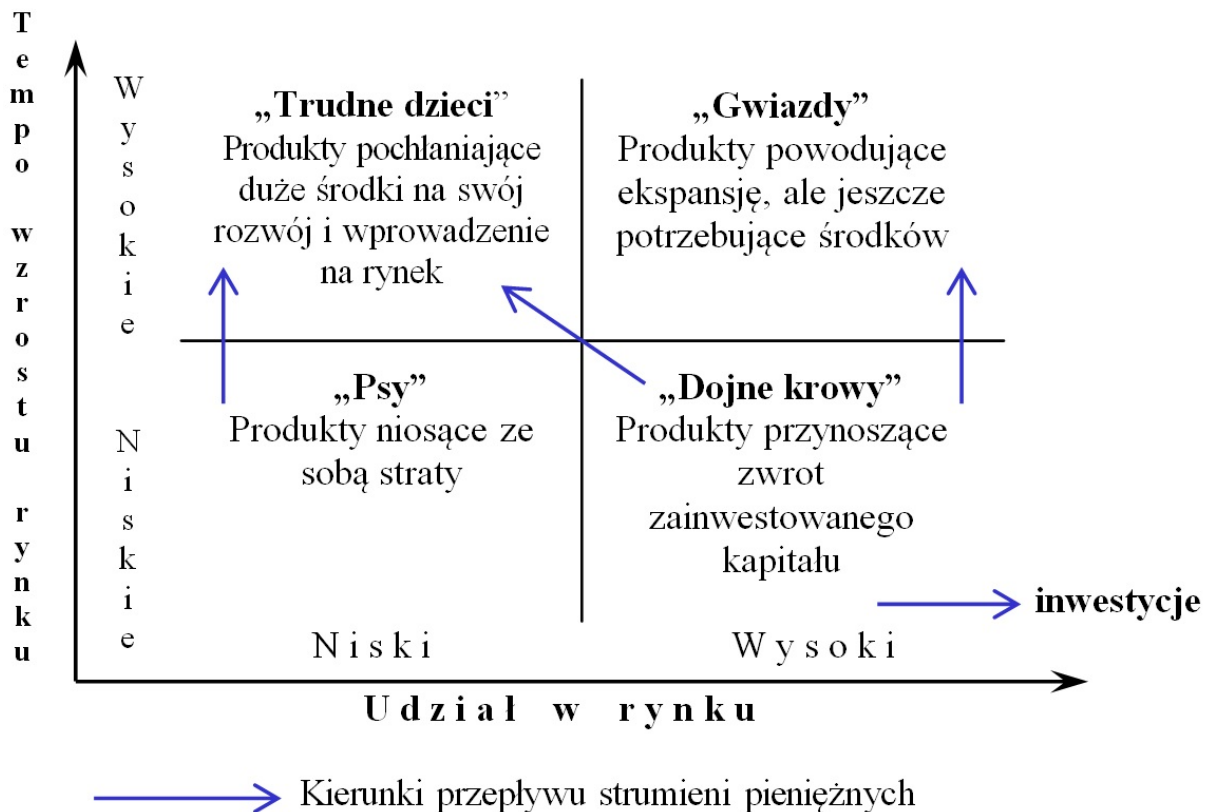 Tempo wzrostu rynku
Wysokie
„Trudne dzieci”
Produkty pochłaniające
duże środki na swój
rozwój i wprowadzenie
na rynek
„Gwiazdy”
Produkty powodujące
ekspansję, ale jeszcze
potrzebujące środków
Niskie
„Psy”
Produkty niosące ze
sobą straty
„Dojne krowy”
Produkty przynoszące
zwrot
zainwestowanego
kapitału
inwestycje
Niski
Wysoki
Udział w rynku
Kierunki przepływu strumieni pieniężnych